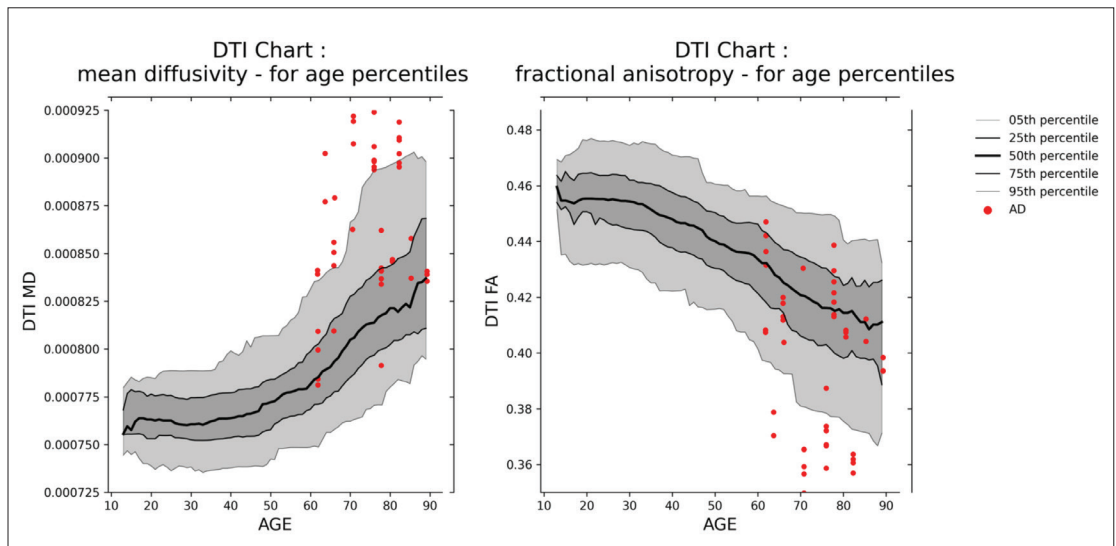 DTI Chart :
mean diffusivity - for age percentiles
0.000925
0.000900
0.000875
0.000850
0.000825
0.000800
0.000775
0.000750
0.000725
DTI MD
10 20 30 40 50 60 70 80 90
AGE
DTI Chart :
fractional anisotropy - for age percentiles
0.48
0.46
0.44
0.42
0.40
0.38
0.36
DTI FA
10 20 30 40 50 60 70 80 90
AGE
05th percentile
25th percentile
50th percentile
75th percentile
95th percentile
AD